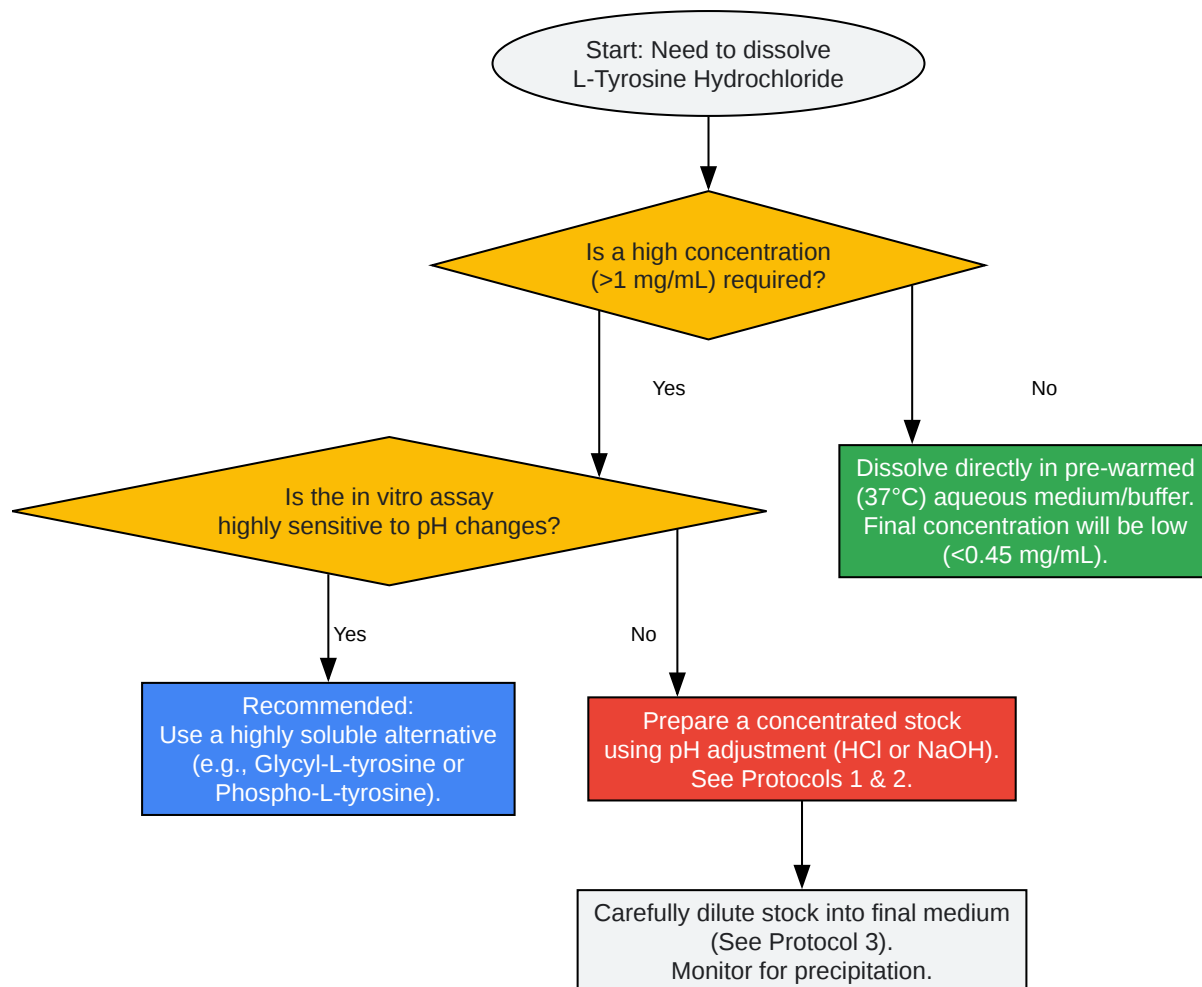 Start: Need to dissolve
L-Tyrosine Hydrochloride
Is a high concentration
(>1 mg/mL) required?
Yes
No
Is the in vitro assay
highly sensitive to pH changes?
Dissolve directly in pre-warmed
(37°C) aqueous medium/buffer.
Final concentration will be low
(<0.45 mg/mL).
Yes
No
Recommended:
Use a highly soluble alternative
(e.g., Glycyl-L-tyrosine or
Phospho-L-tyrosine).
Prepare a concentrated stock
using pH adjustment (HCl or NaOH).
See Protocols 1 & 2.
Carefully dilute stock into final medium
(See Protocol 3).
Monitor for precipitation.